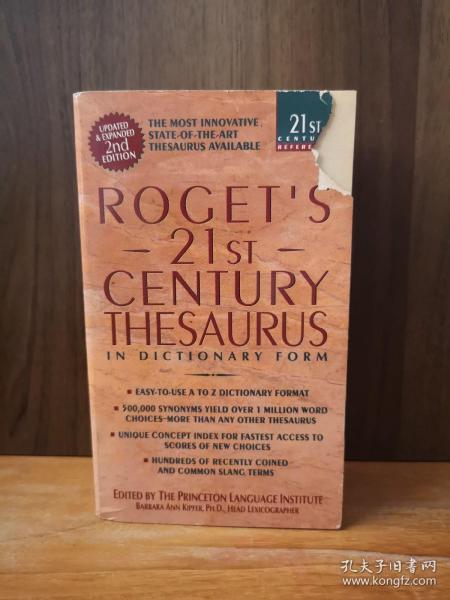 UPDATED
& EXPANDED
2nd
EDITION
THE MOST INNOVATIVE,
STATE-OF-THE-ART
THESAURUS AVAILABLE
21ST
ROGET'S
21ST
CENTURY
THESAURUS
IN DICTIONARY FORM
■ EASY-TO-USE A TO Z DICTIONARY FORMAT
■ 500,000 SYNONYMS YIELD OVER 1 MILLION WORD
CHOICES–MORE THAN ANY OTHER THESAURUS
■ UNIQUE CONCEPT INDEX FOR FASTEST ACCESS TO
SCORES OF NEW CHOICES
■ HUNDREDS OF RECENTLY COINED
AND COMMON SLANG TERMS
EDITED BY THE PRINCETON LANGUAGE INSTITUTE
BARBARA ANN KIPFER, PH.D., HEAD LEXICOGRAPHER
孔夫子旧书网
www.kongfz.com